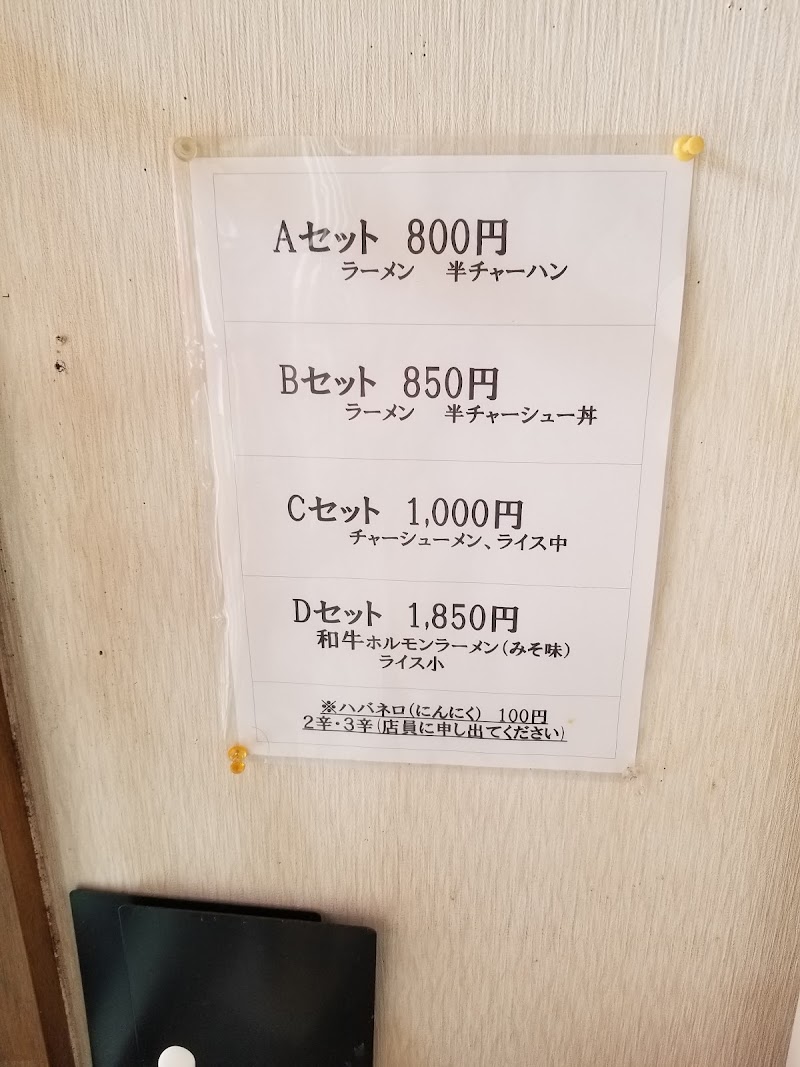 Aセット 800円
ラーメン 半チャーハン
Bセット 850円
ラーメン 半チャーシュー丼
Cセット 1,000円
チャーシューメン、ライス中
Dセット 1,850円
和牛ホルモンラーメン(みそ味)
ライス小
※ハバネロ(にんにく) 100円
2辛・3辛(店員に申し出てください)